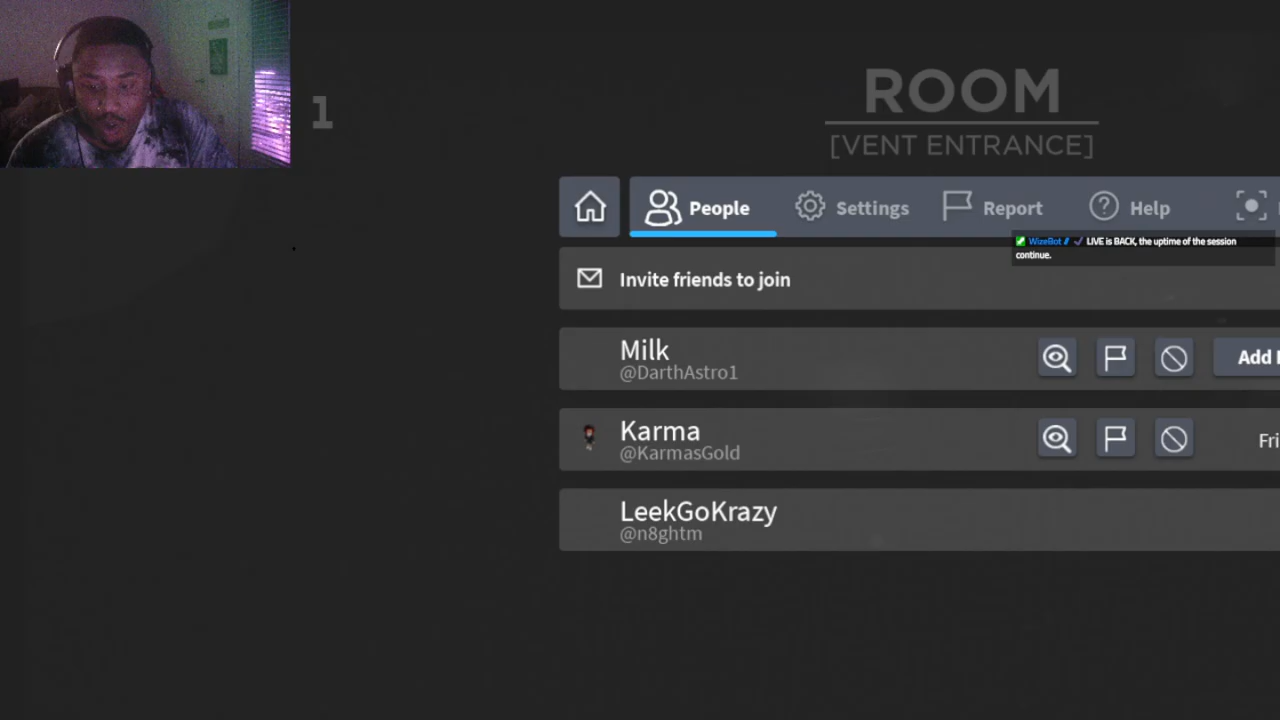 1
ROOM
[VENT ENTRANCE]
People Settings Report Help
WizeBot LIVE is BACK, the uptime of the session
continue.
Invite friends to join
Milk
@DarthAstro1
Add
Karma
@KarmasGold
Fri
LeekGoKrazy
@n8ghtm